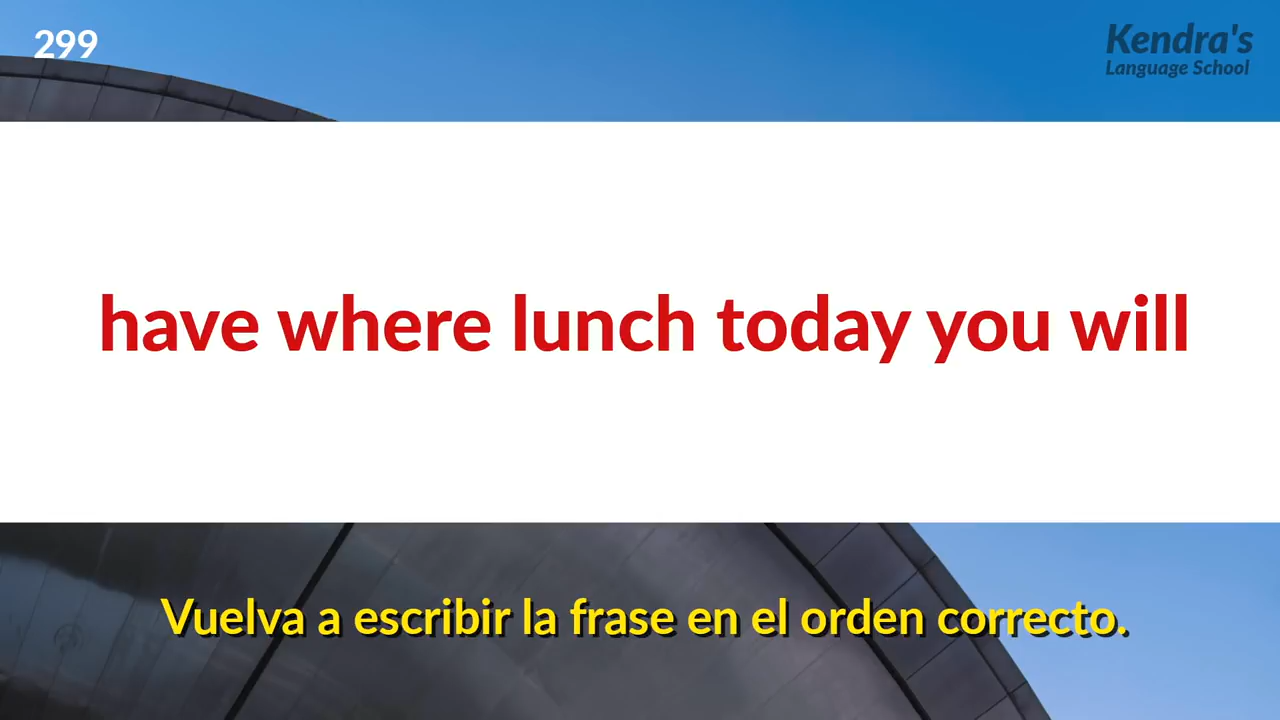 299
Kendra's
Language School
have where lunch today you will
Vuelva a escribir la frase en el orden correcto.